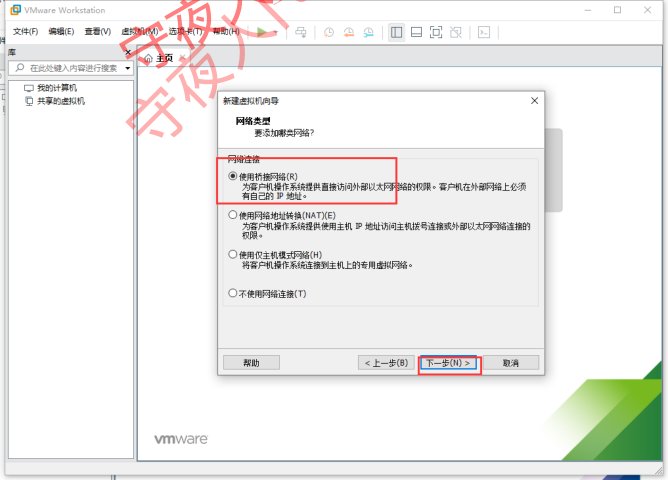 VMware Workstation
文件(F) 编辑(E) 查看(V) 虚拟机(M) 选项卡(T) 帮助(H)
库
在此处键入内容进行搜索
我的计算机
共享的虚拟机
主页
守夜人
守夜人
新建虚拟机向导
网络类型
要添加哪类网络?
网络连接
使用桥接网络(R)
为客户机操作系统提供直接访问外部以太网网络的权限。客户机在外部网络上必须
有自己的 IP 地址。
使用网络地址转换(NAT)(E)
为客户机操作系统提供使用主机 IP 地址访问主机拨号连接或外部以太网网络连接的
权限。
使用仅主机模式网络(H)
将客户机操作系统连接到主机上的专用虚拟网络。
不使用网络连接(T)
帮助 < 上一步(B) 下一步(N) > 取消
vmware